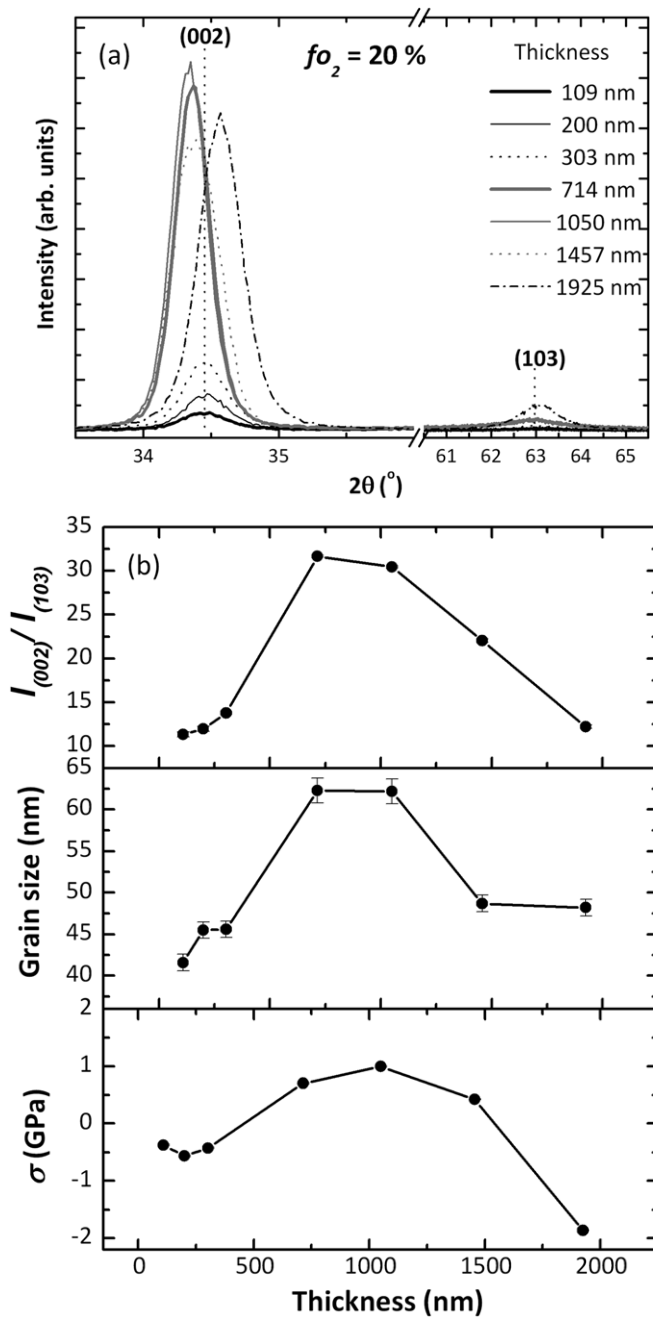 (a)
(002)
fo₂ = 20 %
Thickness
109 nm
200 nm
303 nm
714 nm
1050 nm
1457 nm
1925 nm
(103)
Intensity (arb. units)
34 35 61 62 63 64 65
2θ (°)
(b)
I(002)/ I(103)
35
30
25
20
15
10
Grain size (nm)
65
60
55
50
45
40
σ (GPa)
2
1
0
-1
-2
0 500 1000 1500 2000
Thickness (nm)